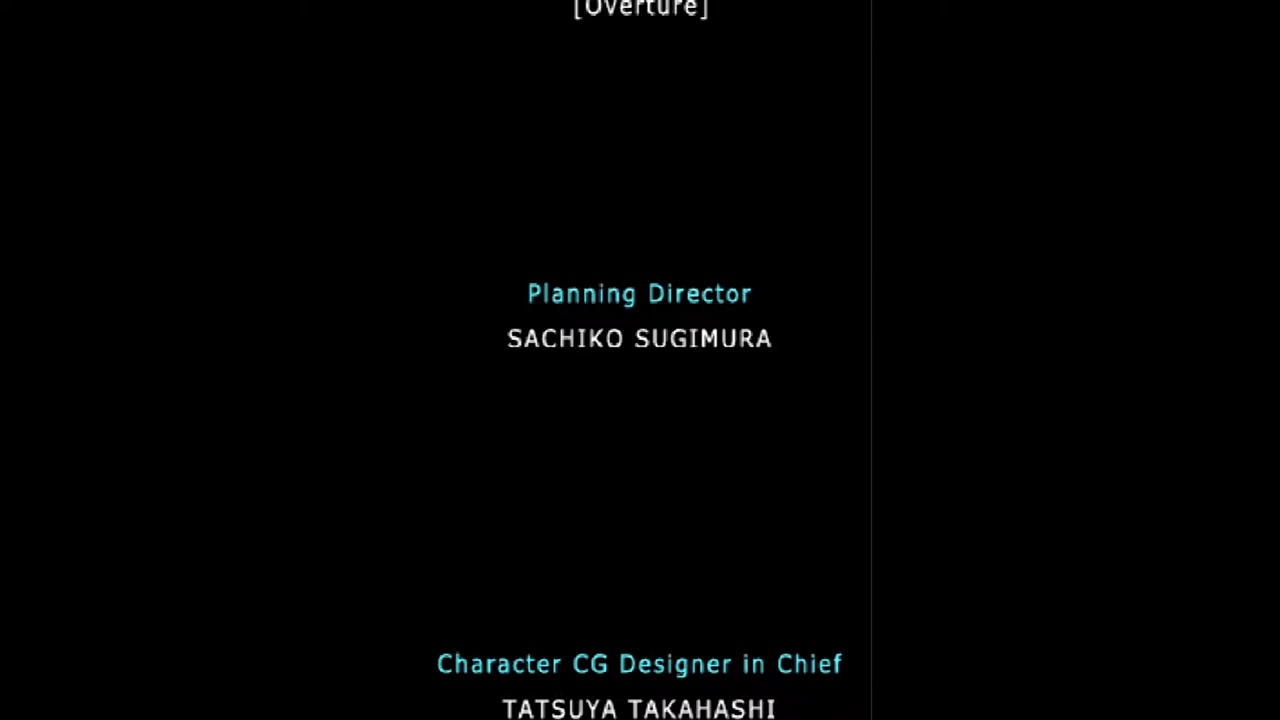 [Overture]
Planning Director
SACHIKO SUGIMURA
Character CG Designer in Chief
TATSUYA TAKAHASHI